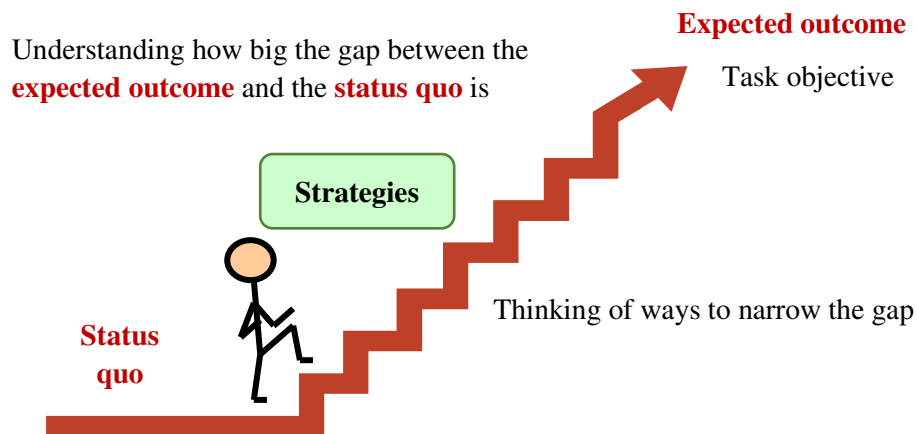 Expected outcome
Understanding how big the gap between the
expected outcome and the status quo is
Task objective
Strategies
Thinking of ways to narrow the gap
Status
quo